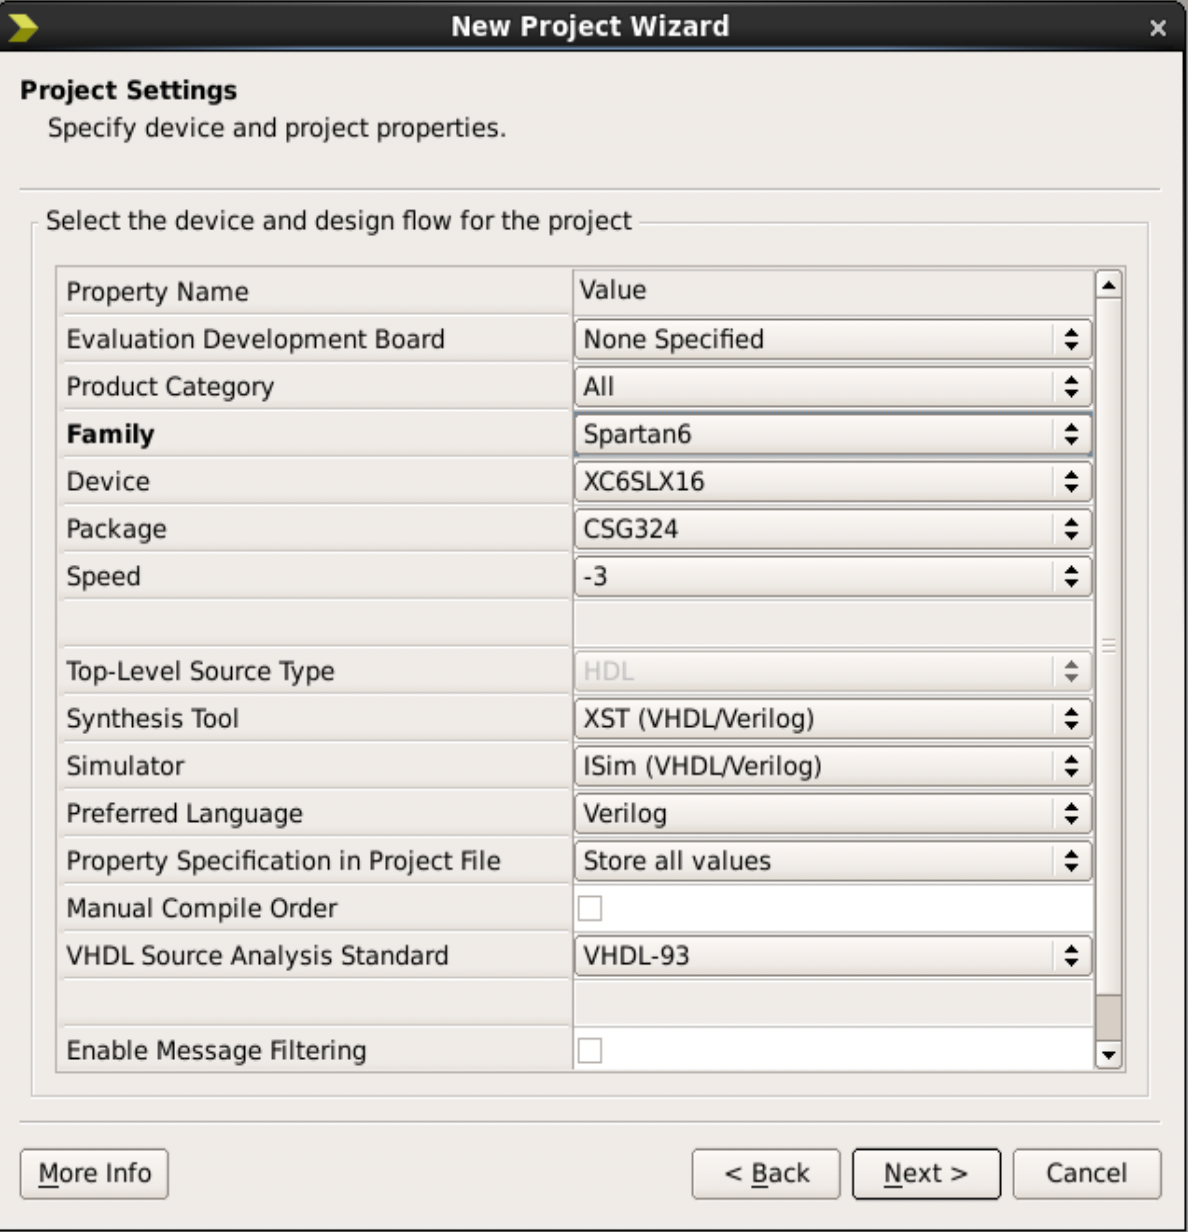 New Project Wizard
Project Settings
Specify device and project properties.
Select the device and design flow for the project
Property Name Value
Evaluation Development Board None Specified
Product Category All
Family Spartan6
Device XC6SLX16
Package CSG324
Speed -3
Top-Level Source Type HDL
Synthesis Tool XST (VHDL/Verilog)
Simulator ISim (VHDL/Verilog)
Preferred Language Verilog
Property Specification in Project File Store all values
Manual Compile Order
VHDL Source Analysis Standard VHDL-93
Enable Message Filtering
More Info < Back Next > Cancel